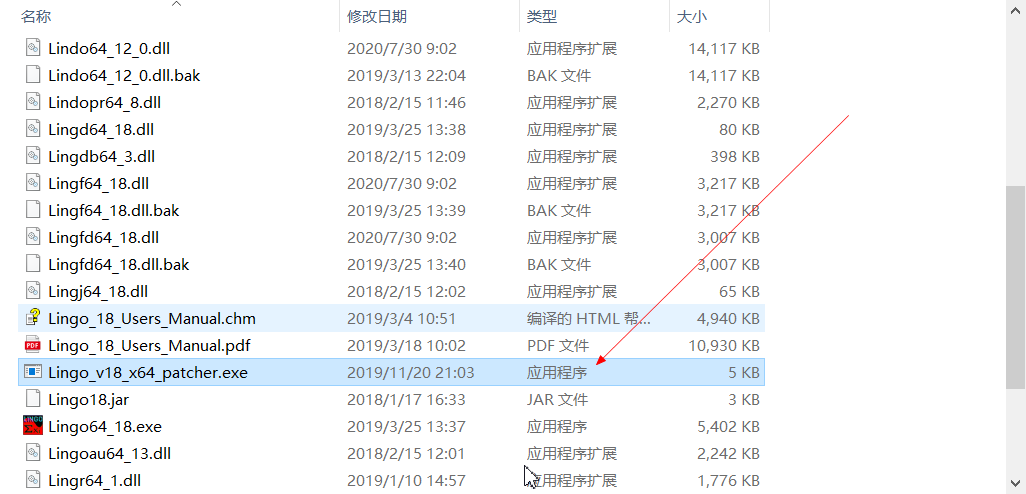 名称 修改日期 类型 大小
Lindo64_12_0.dll 2020/7/30 9:02 应用程序扩展 14,117 KB
Lindo64_12_0.dll.bak 2019/3/13 22:04 BAK 文件 14,117 KB
Lindopr64_8.dll 2018/2/15 11:46 应用程序扩展 2,270 KB
Lingd64_18.dll 2019/3/25 13:38 应用程序扩展 80 KB
Lingdb64_3.dll 2018/2/15 12:09 应用程序扩展 398 KB
Lingf64_18.dll 2020/7/30 9:02 应用程序扩展 3,217 KB
Lingf64_18.dll.bak 2019/3/25 13:39 BAK 文件 3,217 KB
Lingfd64_18.dll 2020/7/30 9:02 应用程序扩展 3,007 KB
Lingfd64_18.dll.bak 2019/3/25 13:40 BAK 文件 3,007 KB
Lingj64_18.dll 2018/2/15 12:02 应用程序扩展 65 KB
Lingo_18_Users_Manual.chm 2019/3/4 10:51 编译的 HTML 帮... 4,940 KB
Lingo_18_Users_Manual.pdf 2019/3/18 10:02 PDF 文件 10,930 KB
Lingo_v18_x64_patcher.exe 2019/11/20 21:03 应用程序 5 KB
Lingo18.jar 2018/1/17 16:33 JAR 文件 3 KB
Lingo64_18.exe 2019/3/25 13:37 应用程序 5,402 KB
Lingoau64_13.dll 2018/2/15 12:01 应用程序扩展 2,242 KB
Lingr64_1.dll 2019/1/10 14:57 应用程序扩展 1,776 KB